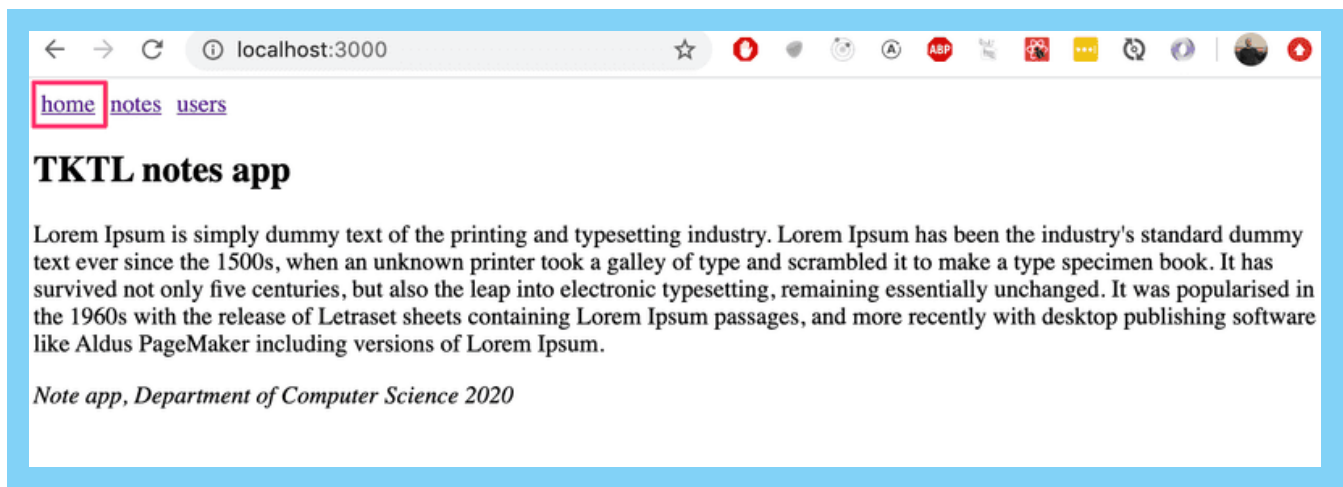 localhost:3000
ABP
home notes users
TKTL notes app
Lorem Ipsum is simply dummy text of the printing and typesetting industry. Lorem Ipsum has been the industry's standard dummy
text ever since the 1500s, when an unknown printer took a galley of type and scrambled it to make a type specimen book. It has
survived not only five centuries, but also the leap into electronic typesetting, remaining essentially unchanged. It was popularised in
the 1960s with the release of Letraset sheets containing Lorem Ipsum passages, and more recently with desktop publishing software
like Aldus PageMaker including versions of Lorem Ipsum.
Note app, Department of Computer Science 2020